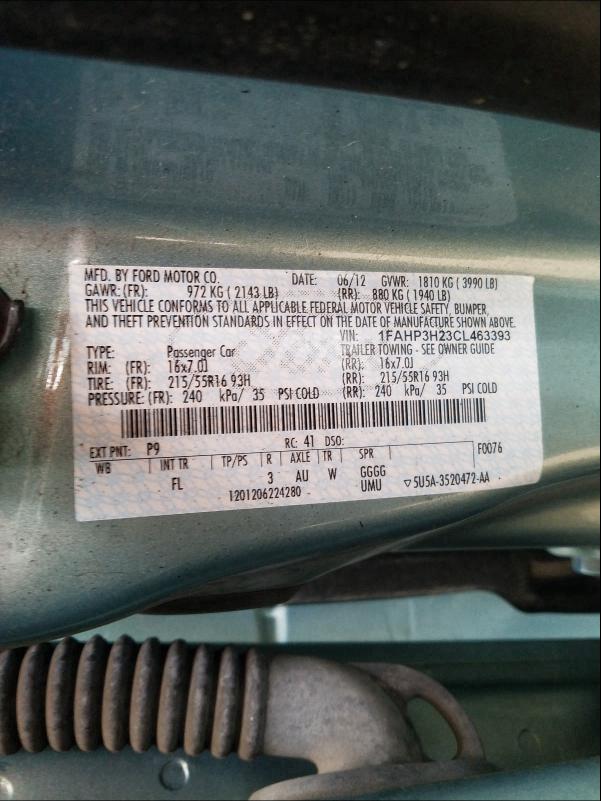 MFD. BY FORD MOTOR CO. DATE: 06/12 GVWR: 1810 KG ( 3990 LB)
GAWR: (FR): 972 KG ( 2143 LB) (RR): 880 KG ( 1940 LB)
THIS VEHICLE CONFORMS TO ALL APPLICABLE FEDERAL MOTOR VEHICLE SAFETY, BUMPER,
AND THEFT PREVENTION STANDARDS IN EFFECT ON THE DATE OF MANUFACTURE SHOWN ABOVE.
VIN: 1FAHP3H23CL463393
TYPE: Passenger Car TRAILER TOWING - SEE OWNER GUIDE
RIM: (FR): 16x7.0J (RR): 16x7.0J
TIRE: (FR): 215/55R16 93H (RR): 215/55R16 93H
PRESSURE: (FR): 240 kPa/ 35 PSI COLD (RR): 240 kPa/ 35 PSI COLD
EXT PNT: P9 RC: 41 DSO: F0076
WB INT TR TP/PS R AXLE TR SPR
FL 3 AU W GGGG
1201206224280 UMU ▽ 5U5A-3520472-AA